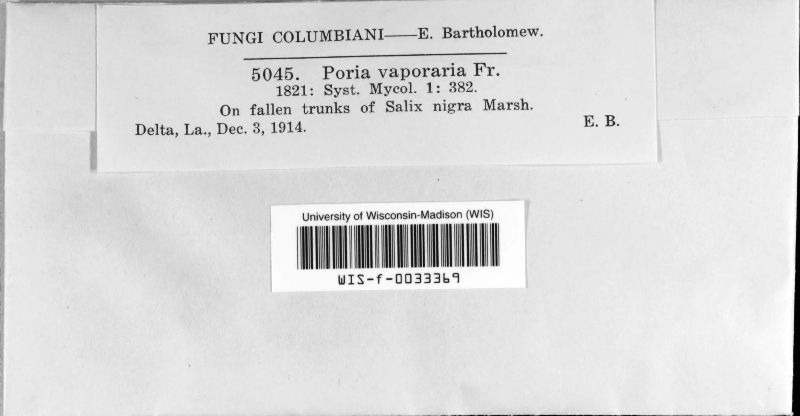 FUNGI COLUMBIANI——E. Bartholomew.
5045. Poria vaporaria Fr.
1821: Syst. Mycol. 1: 382.
On fallen trunks of Salix nigra Marsh.
Delta, La., Dec. 3, 1914. E. B.
University of Wisconsin-Madison (WIS)
WIS-f-0033369